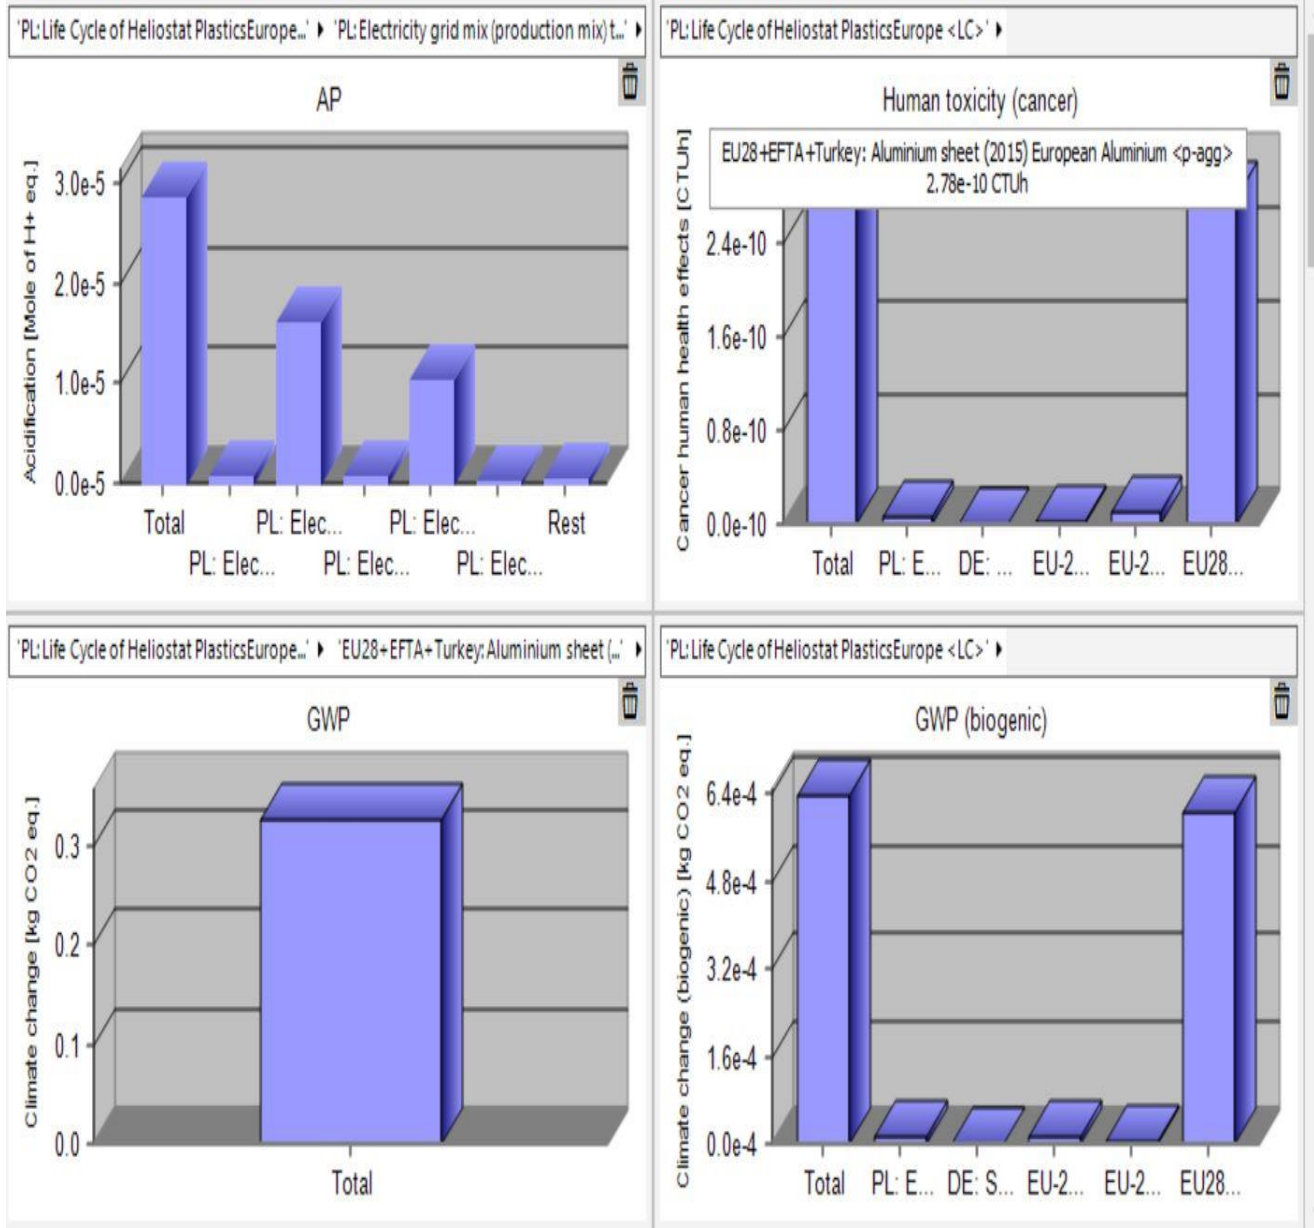 'PL: Life Cycle of Heliostat PlasticsEurope...' 'PL: Electricity grid mix (production mix) t...'
AP
Acidification [Mole of H+ eq.]
3.0e-5
2.0e-5
1.0e-5
0.0e-5
Total PL: Elec... PL: Elec... Rest
PL: Elec... PL: Elec... PL: Elec...
'PL: Life Cycle of Heliostat PlasticsEurope <LC>'
Human toxicity (cancer)
EU28+EFTA+Turkey: Aluminium sheet (2015) European Aluminium <p-agg>
2.78e-10 CTUh
Cancer human health effects [CTUh]
2.4e-10
1.6e-10
0.8e-10
0.0e-10
Total PL: E... DE: ... EU-2... EU-2... EU28...
'PL: Life Cycle of Heliostat PlasticsEurope...' 'EU28+EFTA+Turkey: Aluminium sheet (...'
GWP
Climate change [kg CO2 eq.]
0.3
0.2
0.1
0.0
Total
'PL: Life Cycle of Heliostat PlasticsEurope <LC>'
GWP (biogenic)
Climate change (biogenic) [kg CO2 eq.]
6.4e-4
4.8e-4
3.2e-4
1.6e-4
0.0e-4
Total PL: E... DE: S... EU-2... EU-2... EU28...